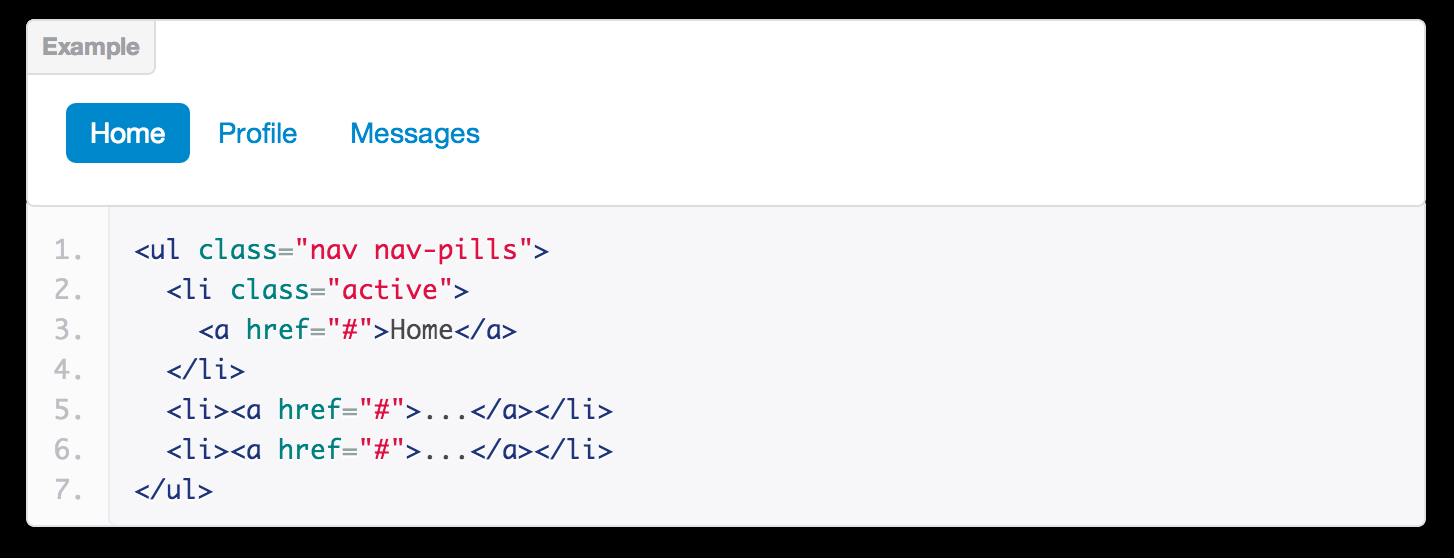 Example
Home Profile Messages
1. <ul class="nav nav-pills">
2.   <li class="active">
3.     <a href="#">Home</a>
4.   </li>
5.   <li><a href="#">...</a></li>
6.   <li><a href="#">...</a></li>
7. </ul>